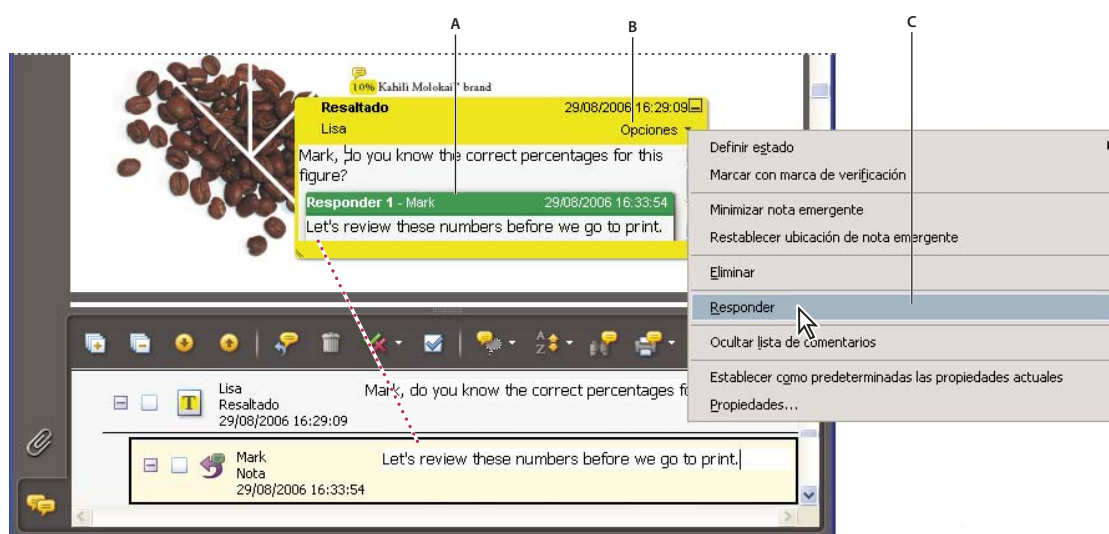 A
B
C
10% Kahili Molokai™ brand
Resaltado 29/08/2006 16:29:09
Lisa Opciones
Mark, do you know the correct percentages for this
figure?
Responder 1 - Mark 29/08/2006 16:33:54
Let's review these numbers before we go to print.
Definir estado
Marcar con marca de verificación
Minimizar nota emergente
Restablecer ubicación de nota emergente
Eliminar
Responder
Ocultar lista de comentarios
Establecer como predeterminadas las propiedades actuales
Propiedades...
A
Z
T
Lisa
Resaltado
29/08/2006 16:29:09
Mark, do you know the correct percentages
Mark
Nota
29/08/2006 16:33:54
Let's review these numbers before we go to print.